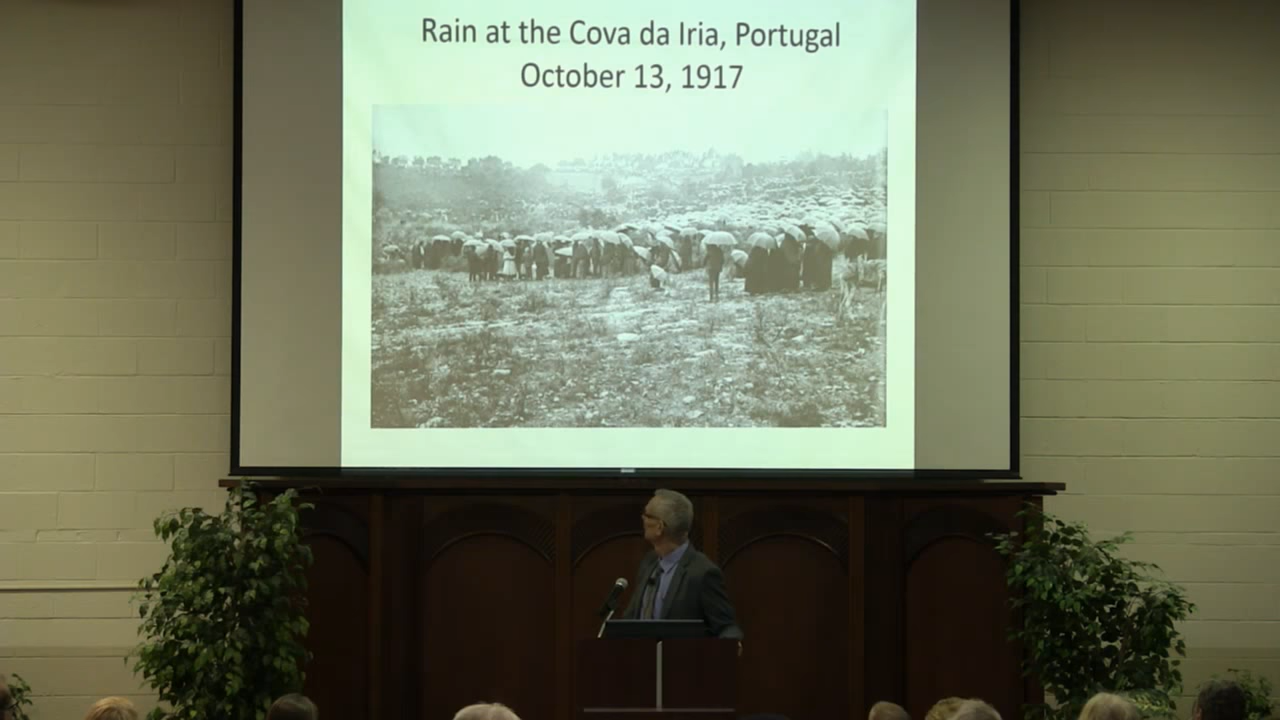 Rain at the Cova da Iria, Portugal
October 13, 1917